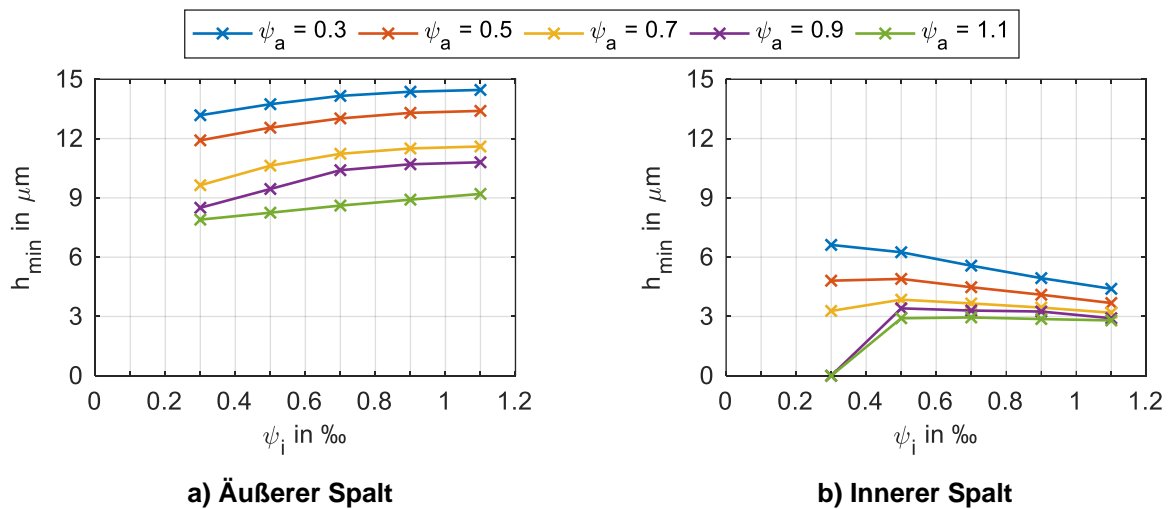 ψa = 0.3 ψa = 0.5 ψa = 0.7 ψa = 0.9 ψa = 1.1
15
12
9
6
3
0
0 0.2 0.4 0.6 0.8 1 1.2
hmin in μm
ψi in ‰
a) Äußerer Spalt
15
12
9
6
3
0
0 0.2 0.4 0.6 0.8 1 1.2
hmin in μm
ψi in ‰
b) Innerer Spalt